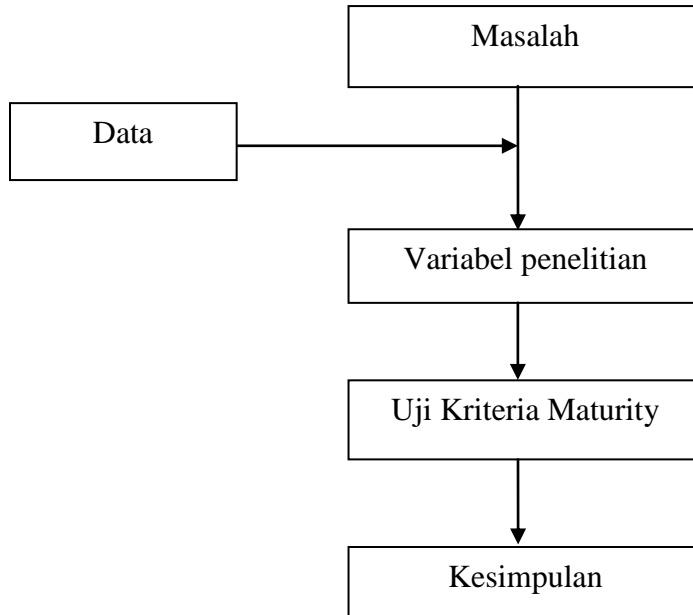 Masalah
Data
Variabel penelitian
Uji Kriteria Maturity
Kesimpulan